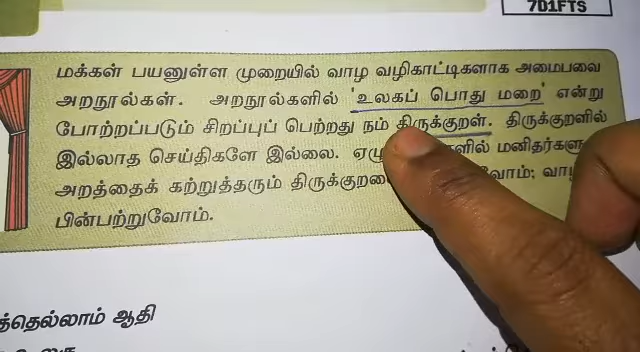 7D1FTS
மக்கள் பயனுள்ள முறையில் வாழ வழிகாட்டிகளாக அமைபவை
அறநூல்கள். அறநூல்களில் 'உலகப் பொது மறை' என்று
போற்றப்படும் சிறப்புப் பெற்றது நம் திருக்குறள். திருக்குறளில்
இல்லாத செய்திகளே இல்லை.
அறத்தைக் கற்றுத்தரும்
பின்பற்றுவோம்.
ஆதி